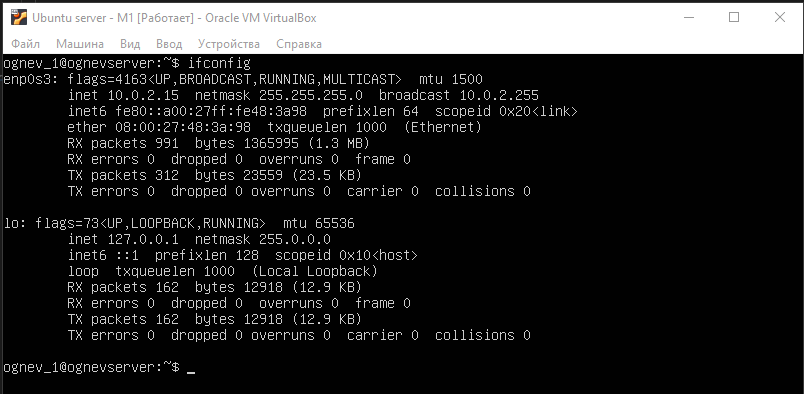 Ubuntu server - M1 [Работает] - Oracle VM VirtualBox
Файл Машина Вид Ввод Устройства Справка
ognev_1@ognevserver:~$ ifconfig
enp0s3: flags=4163<UP,BROADCAST,RUNNING,MULTICAST>  mtu 1500
        inet 10.0.2.15  netmask 255.255.255.0  broadcast 10.0.2.255
        inet6 fe80::a00:27ff:fe48:3a98  prefixlen 64  scopeid 0x20<link>
        ether 08:00:27:48:3a:98  txqueuelen 1000  (Ethernet)
        RX packets 991  bytes 1365995 (1.3 MB)
        RX errors 0  dropped 0  overruns 0  frame 0
        TX packets 312  bytes 23559 (23.5 KB)
        TX errors 0  dropped 0 overruns 0  carrier 0  collisions 0
lo: flags=73<UP,LOOPBACK,RUNNING>  mtu 65536
        inet 127.0.0.1  netmask 255.0.0.0
        inet6 ::1  prefixlen 128  scopeid 0x10<host>
        loop  txqueuelen 1000  (Local Loopback)
        RX packets 162  bytes 12918 (12.9 KB)
        RX errors 0  dropped 0  overruns 0  frame 0
        TX packets 162  bytes 12918 (12.9 KB)
        TX errors 0  dropped 0 overruns 0  carrier 0  collisions 0
ognev_1@ognevserver:~$ _